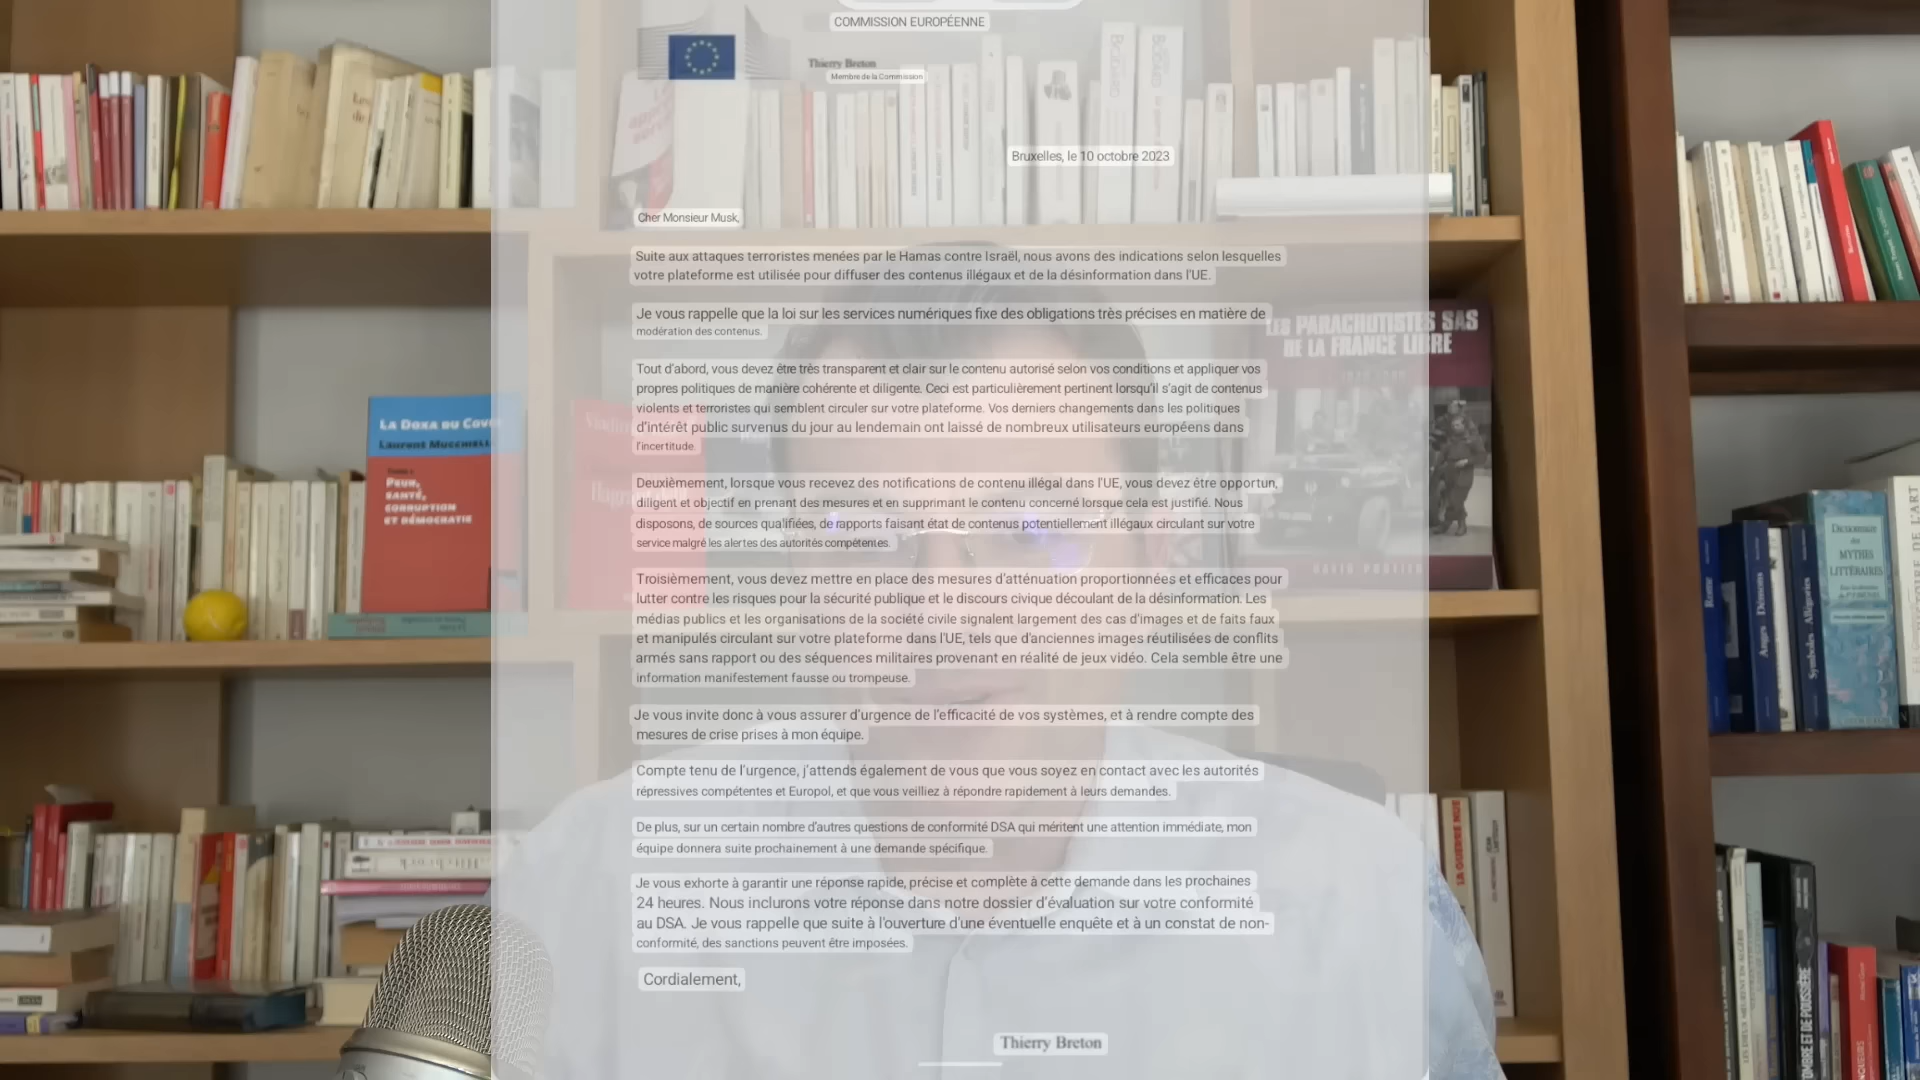 COMMISSION EUROPÉENNE
Thierry Breton
Membre de la Commission
Bruxelles, le 10 octobre 2023
Cher Monsieur Musk,
Suite aux attaques terroristes menées par le Hamas contre Israël, nous avons des indications selon lesquelles
votre plateforme est utilisée pour diffuser des contenus illégaux et de la désinformation dans l'UE.
Je vous rappelle que la loi sur les services numériques fixe des obligations très précises en matière de
modération des contenus.
Tout d'abord, vous devez être très transparent et clair sur le contenu autorisé selon vos conditions et appliquer vos
propres politiques de manière cohérente et diligente. Ceci est particulièrement pertinent lorsqu'il s'agit de contenus
violents et terroristes qui semblent circuler sur votre plateforme. Vos derniers changements dans les politiques
d'intérêt public survenus du jour au lendemain ont laissé de nombreux utilisateurs européens dans
l'incertitude.
Deuxièmement, lorsque vous recevez des notifications de contenu illégal dans l'UE, vous devez être opportun,
diligent et objectif en prenant des mesures et en supprimant le contenu concerné lorsque cela est justifié. Nous
disposons, de sources qualifiées, de rapports faisant état de contenus potentiellement illégaux circulant sur votre
service malgré les alertes des autorités compétentes.
Troisièmement, vous devez mettre en place des mesures d'atténuation proportionnées et efficaces pour
lutter contre les risques pour la sécurité publique et le discours civique découlant de la désinformation. Les
médias publics et les organisations de la société civile signalent largement des cas d'images et de faits faux
et manipulés circulant sur votre plateforme dans l'UE, tels que d'anciennes images réutilisées de conflits
armés sans rapport ou des séquences militaires provenant en réalité de jeux vidéo. Cela semble être une
information manifestement fausse ou trompeuse.
Je vous invite donc à vous assurer d'urgence de l'efficacité de vos systèmes, et à rendre compte des
mesures de crise prises à mon équipe.
Compte tenu de l'urgence, j'attends également de vous que vous soyez en contact avec les autorités
répressives compétentes et Europol, et que vous veilliez à répondre rapidement à leurs demandes.
De plus, sur un certain nombre d'autres questions de conformité DSA qui méritent une attention immédiate, mon
équipe donnera suite prochainement à une demande spécifique.
Je vous exhorte à garantir une réponse rapide, précise et complète à cette demande dans les prochaines
24 heures. Nous inclurons votre réponse dans notre dossier d'évaluation sur votre conformité
au DSA. Je vous rappelle que suite à l'ouverture d'une éventuelle enquête et à un constat de non-
conformité, des sanctions peuvent être imposées.
Cordialement,
Thierry Breton
LA DOXA DU COV
Laurent Mucchielli
PEUR,
SANTÉ,
CORRUPTION
ET DÉMOCRATIE
LES PARACHUTISTES SAS
DE LA FRANCE LIBRE
DAVID PORTIER
Rome
Anges et Démons
Symboles et Allégories
DICTIONNAIRE
des
MYTHES
LITTÉRAIRES
LA GUERRE NUE
OMBRE ET DE POUSSIÈRE